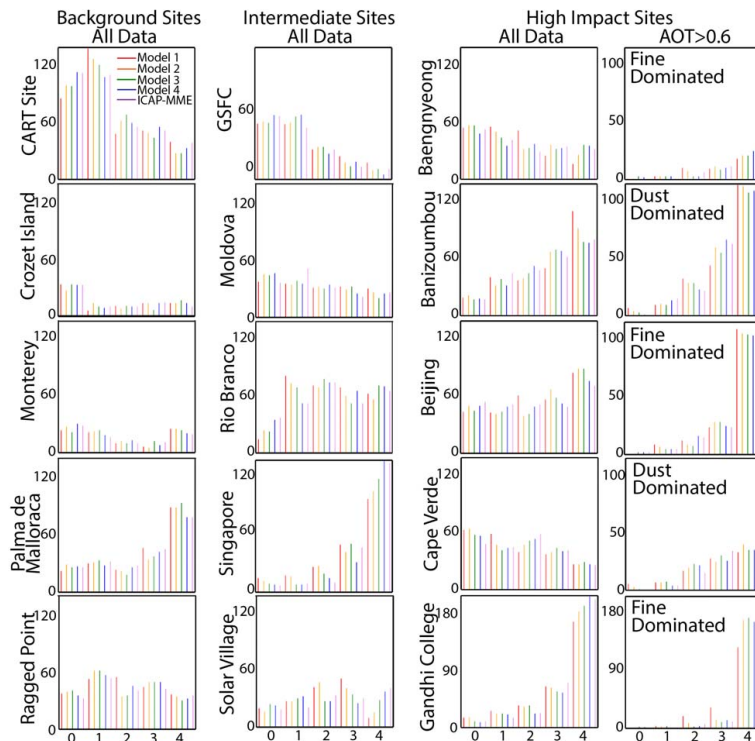 Background Sites Intermediate Sites High Impact Sites
All Data All Data All Data AOT>0.6
CART Site
120
60
0
Model 1
Model 2
Model 3
Model 4
ICAP-MME
GSFC
60
0
Baengnyeong
120
60
0
Fine
Dominated
100
50
0
Crozet Island
120
60
0
Moldova
120
60
0
Banizoumbou
120
60
0
Dust
Dominated
100
50
0
Monterey
120
60
0
Rio Branco
120
60
0
Beijing
120
60
0
Fine
Dominated
100
50
0
Palma de
Malloraca
120
60
0
Singapore
120
60
0
Cape Verde
120
60
0
Dust
Dominated
100
50
0
Ragged Point
120
60
0
Solar Village
120
60
0
Gandhi College
180
90
0
Fine
Dominated
180
90
0
0 1 2 3 4 0 1 2 3 4 0 1 2 3 4 0 1 2 3 4